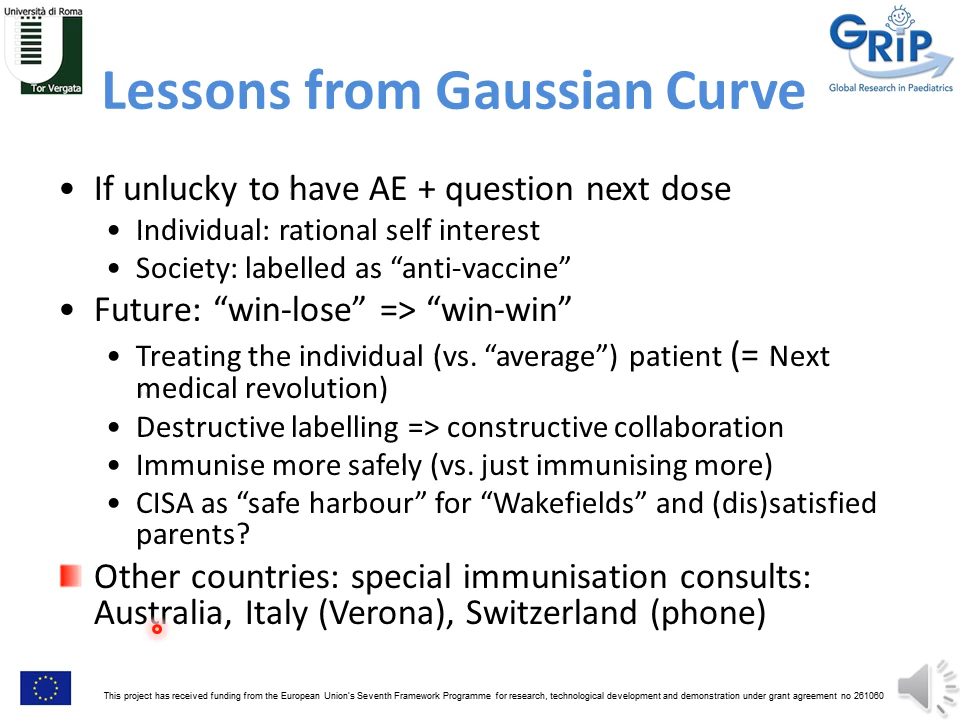 Università di Roma
Tor Vergata
GRiP
Global Research in Paediatrics
Lessons from Gaussian Curve
• If unlucky to have AE + question next dose
• Individual: rational self interest
• Society: labelled as “anti-vaccine”
• Future: “win-lose” => “win-win”
• Treating the individual (vs. “average”) patient (= Next
medical revolution)
• Destructive labelling => constructive collaboration
• Immunise more safely (vs. just immunising more)
• CISA as “safe harbour” for “Wakefields” and (dis)satisfied
parents?
Other countries: special immunisation consults:
Australia, Italy (Verona), Switzerland (phone)
This project has received funding from the European Union's Seventh Framework Programme for research, technological development and demonstration under grant agreement no 261060